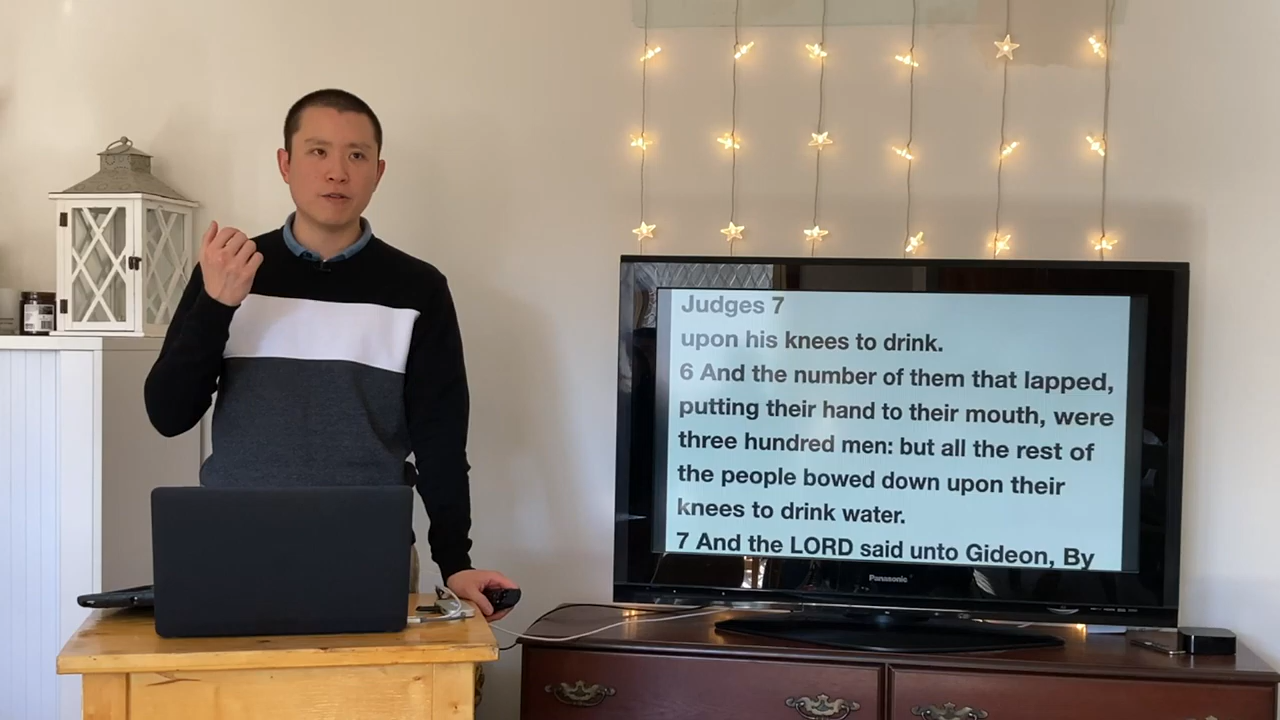 Judges 7
upon his knees to drink.
6 And the number of them that lapped,
putting their hand to their mouth, were
three hundred men: but all the rest of
the people bowed down upon their
knees to drink water.
7 And the LORD said unto Gideon, By
Panasonic